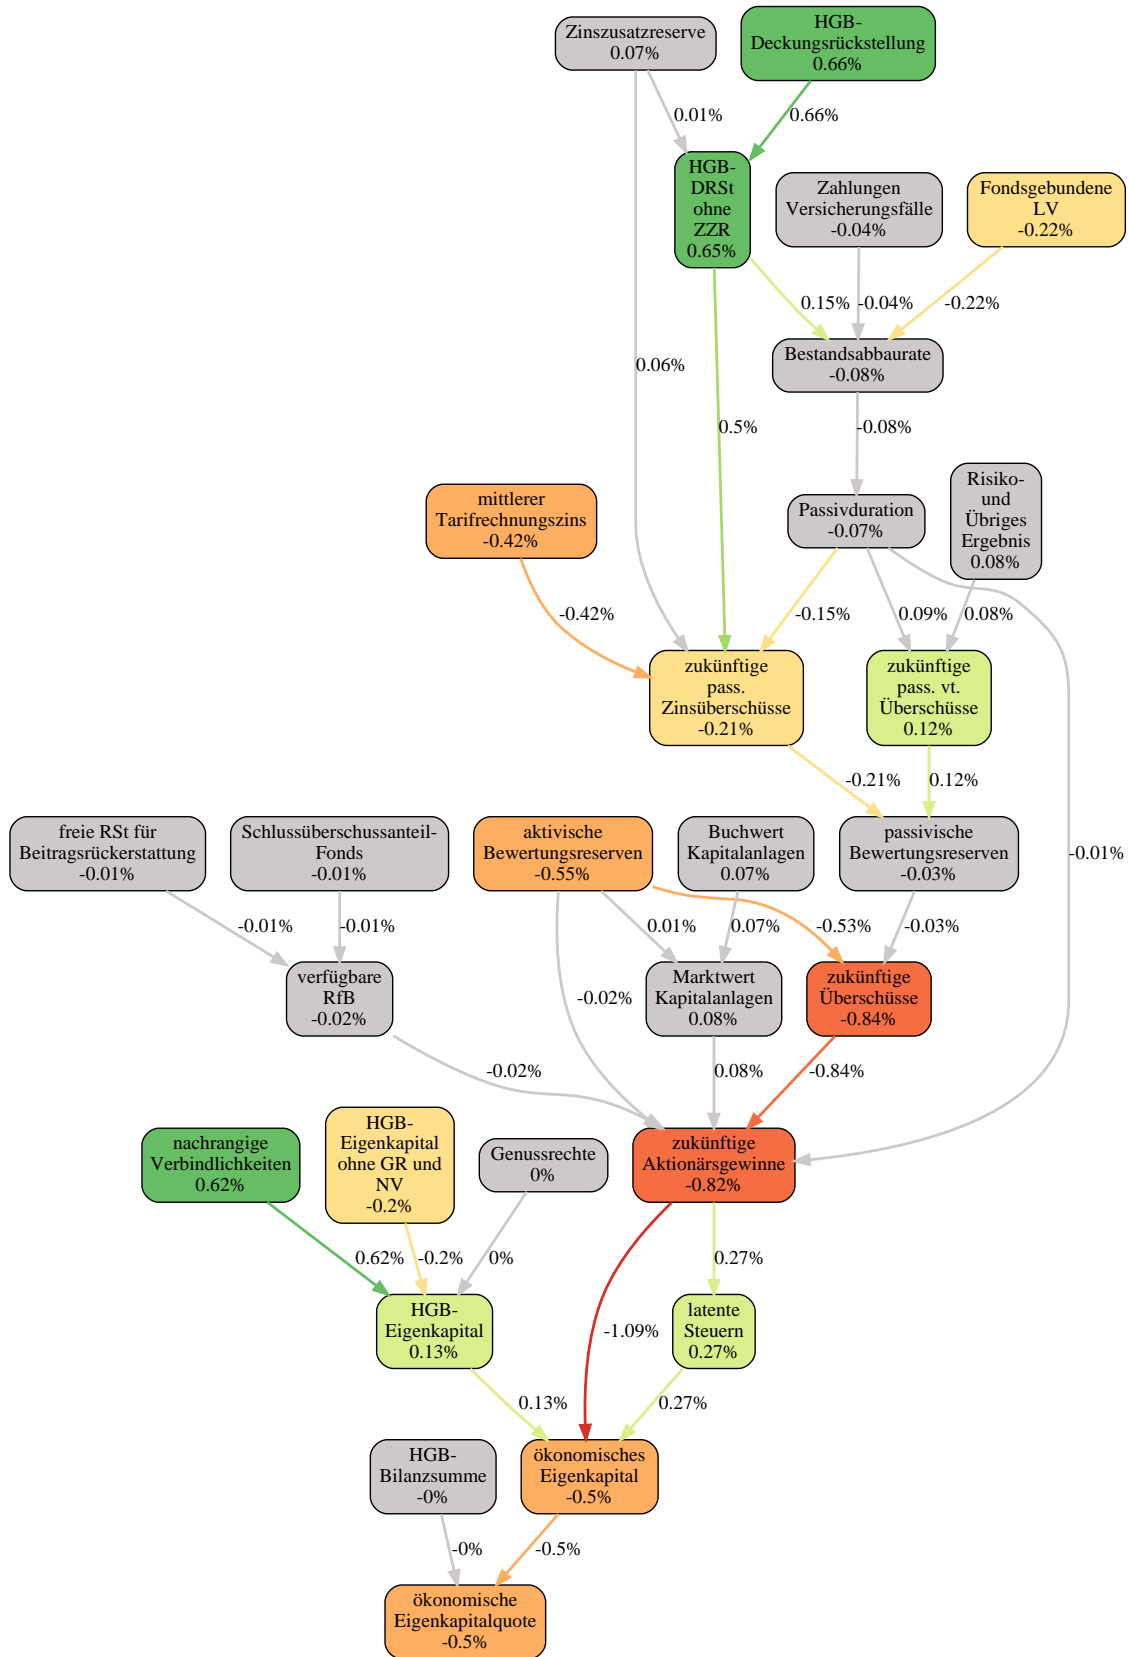 Zinszusatzreserve
0.07%
HGB-
Deckungsrückstellung
0.66%
0.01%
0.66%
HGB-
DRSt
ohne
ZZR
0.65%
Zahlungen
Versicherungsfälle
-0.04%
Fondsgebundene
LV
-0.22%
0.15%
-0.04%
-0.22%
Bestandsabbaurate
-0.08%
0.06%
0.5%
-0.08%
mittlerer
Tarifrechnungszins
-0.42%
Passivduration
-0.07%
Risiko-
und
Übriges
Ergebnis
0.08%
-0.42%
-0.15%
0.09%
0.08%
zukünftige
pass.
Zinsüberschüsse
-0.21%
zukünftige
pass. vt.
Überschüsse
0.12%
-0.21%
0.12%
freie RSt für
Beitragsrückerstattung
-0.01%
Schlussüberschussanteil-
Fonds
-0.01%
aktivische
Bewertungsreserven
-0.55%
Buchwert
Kapitalanlagen
0.07%
passivische
Bewertungsreserven
-0.03%
-0.01%
-0.01%
-0.01%
0.01%
0.07%
-0.53%
-0.03%
verfügbare
RfB
-0.02%
-0.02%
Marktwert
Kapitalanlagen
0.08%
zukünftige
Überschüsse
-0.84%
-0.02%
0.08%
-0.84%
nachrangige
Verbindlichkeiten
0.62%
HGB-
Eigenkapital
ohne GR und
NV
-0.2%
Genussrechte
0%
zukünftige
Aktionärsgewinne
-0.82%
0.62%
-0.2%
0%
0.27%
HGB-
Eigenkapital
0.13%
-1.09%
latente
Steuern
0.27%
0.13%
0.27%
HGB-
Bilanzsumme
-0%
ökonomisches
Eigenkapital
-0.5%
-0%
-0.5%
ökonomische
Eigenkapitalquote
-0.5%